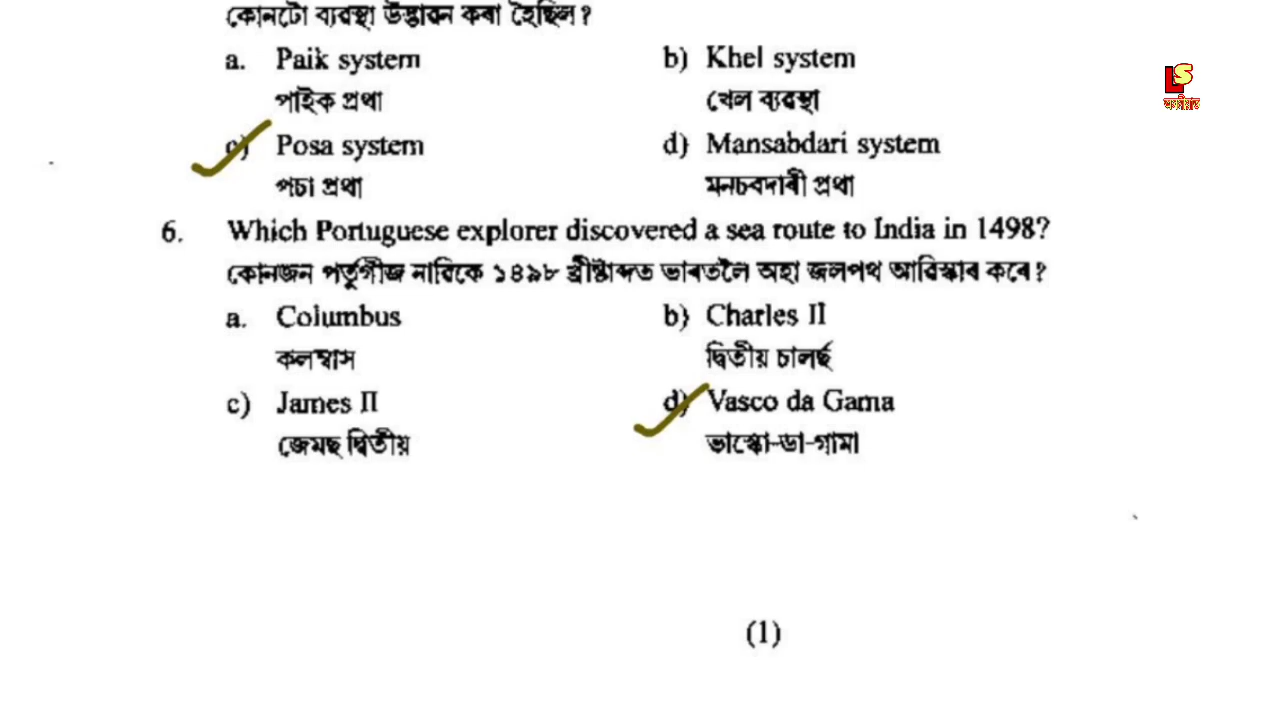 কোনটো ব্যৱস্থা উদ্ভাৱন কৰা হৈছিল?
a. Paik system b) Khel system
পাইক প্ৰথা খেল ব্যৱস্থা
c) Posa system d) Mansabdari system
পচা প্ৰথা মনচবদাৰী প্ৰথা
6. Which Portuguese explorer discovered a sea route to India in 1498?
কোনজন পৰ্তুগীজ নাৱিকে ১৪৯৮ খ্ৰীষ্টাব্দত ভাৰতলৈ অহা জলপথ আৱিস্কাৰ কৰে?
a. Columbus b) Charles II
কলম্বাস দ্বিতীয় চাৰ্লছ
c) James II d) Vasco da Gama
জেমছ দ্বিতীয় ভাস্কো-ডা-গামা
(1)
LS